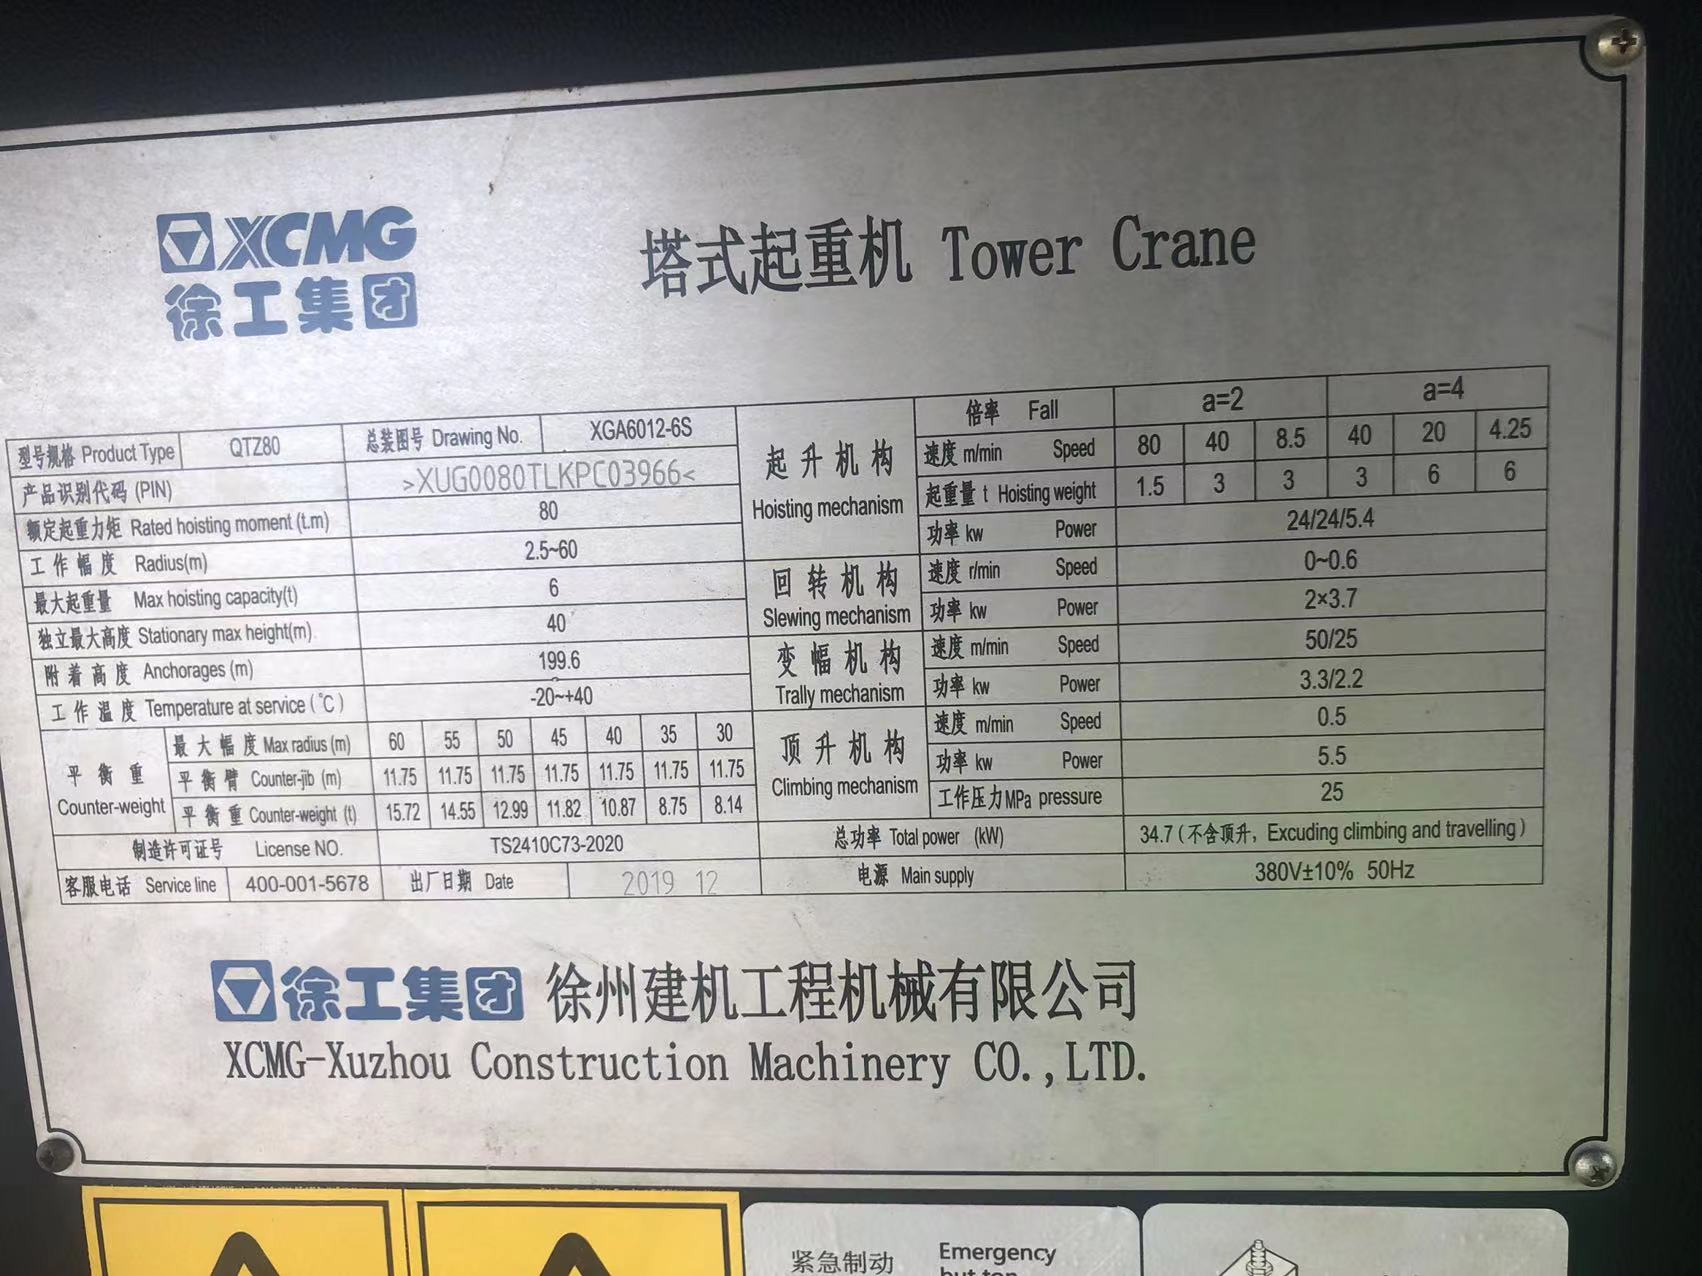 XCMG
徐工集团
塔式起重机 Tower Crane
型号规格 Product Type QTZ80 总装图号 Drawing No. XGA6012-6S
产品识别代码 (PIN) >XUG0080TLKPC03966<
额定起重力矩 Rated hoisting moment (t.m) 80
工作幅度 Radius(m) 2.5~60
最大起重量 Max hoisting capacity(t) 6
独立最大高度 Stationary max height(m) 40
附着高度 Anchorages (m) 199.6
工作温度 Temperature at service (℃) -20~+40
平衡重 Counter-weight
最大幅度 Max radius (m) 60 55 50 45 40 35 30
平衡臂 Counter-jib (m) 11.75 11.75 11.75 11.75 11.75 11.75 11.75
平衡重 Counter-weight (t) 15.72 14.55 12.99 11.82 10.87 8.75 8.14
制造许可证号 License NO. TS2410C73-2020
客服电话 Service line 400-001-5678 出厂日期 Date 2019 12
起升机构 Hoisting mechanism
倍率 Fall a=2 a=4
速度 m/min Speed 80 40 8.5 40 20 4.25
起重量 t Hoisting weight 1.5 3 3 3 6 6
功率 kw Power 24/24/5.4
回转机构 Slewing mechanism
速度 r/min Speed 0~0.6
功率 kw Power 2×3.7
变幅机构 Trally mechanism
速度 m/min Speed 50/25
功率 kw Power 3.3/2.2
顶升机构 Climbing mechanism
速度 m/min Speed 0.5
功率 kw Power 5.5
工作压力MPa pressure 25
总功率 Total power (kW) 34.7 (不含顶升, Excuding climbing and travelling)
电源 Main supply 380V±10% 50Hz
徐工集团 徐州建机工程机械有限公司
XCMG-Xuzhou Construction Machinery CO.,LTD.
紧急制动 Emergency